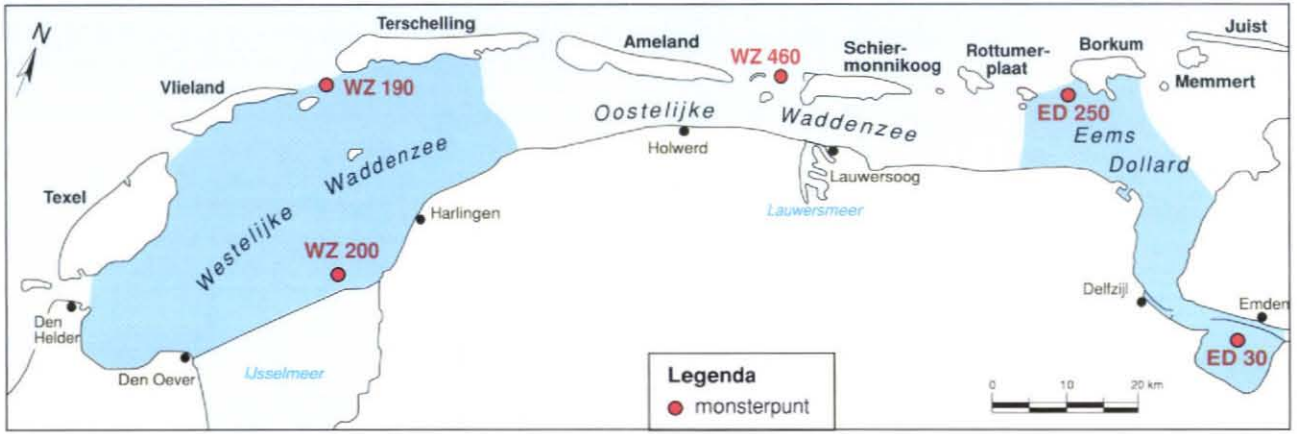 N
Terschelling
Vlieland
WZ 190
Ameland
WZ 460
Schier-
monnikoog
Rottumer-
plaat
Borkum
Juist
Memmert
ED 250
Oostelijke Waddenzee
Eems
Dollard
Holwerd
Lauwersoog
Lauwersmeer
Texel
Westelijke Waddenzee
Harlingen
WZ 200
Den
Helder
Den Oever
IJsselmeer
Delfzijl
Emden
ED 30
Legenda
monsterpunt
0 10 20 km